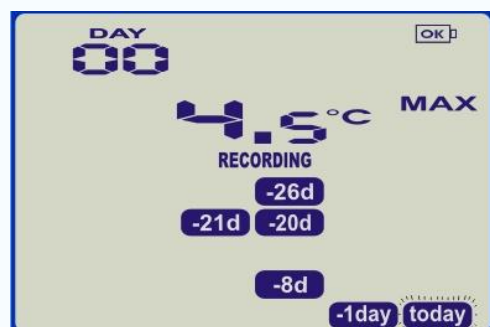 DAY
00
OK
4.5°C
MAX
RECORDING
-26d
-21d -20d
-8d
-1day today